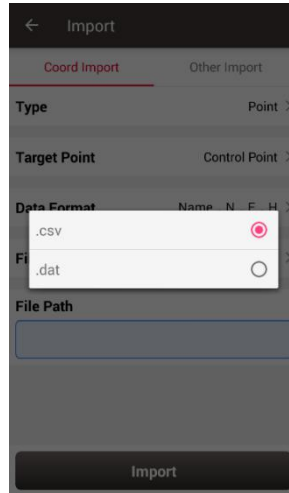 Import
Coord Import Other Import
Type Point
Target Point Control Point
Data Format Name N E H
.csv
Fi
.dat
File Path
Import